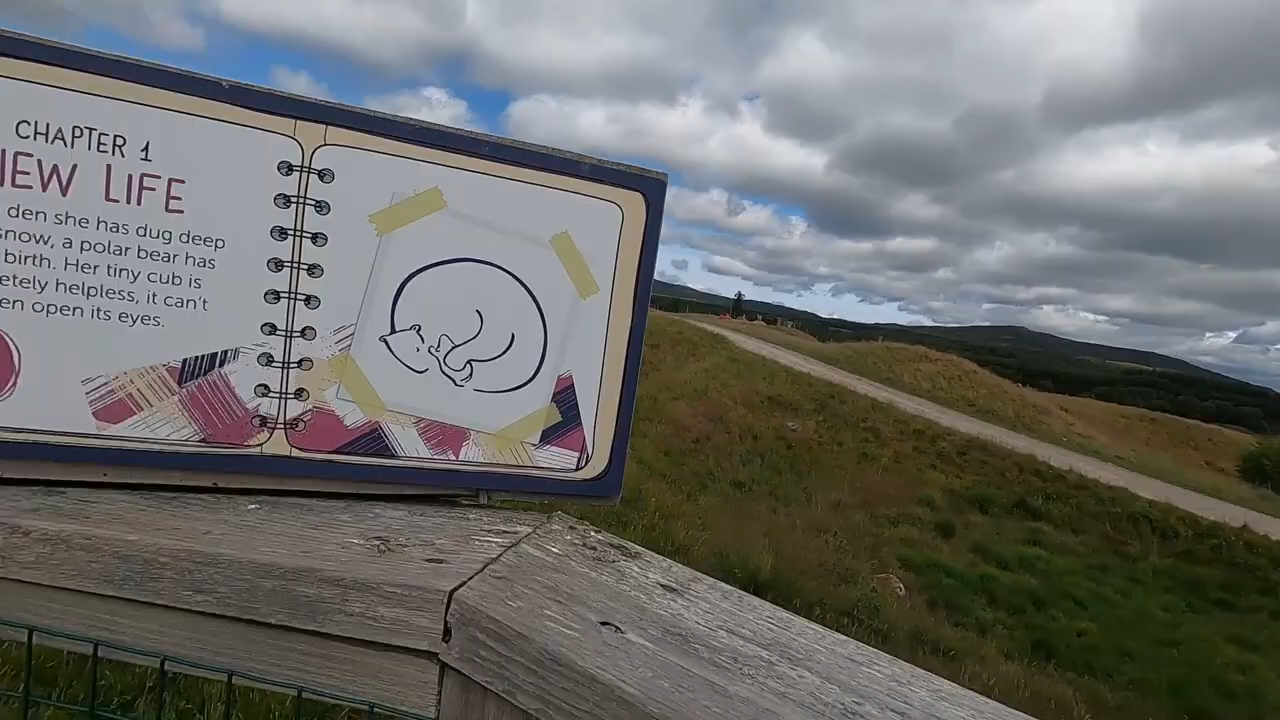 CHAPTER 1
IEW LIFE
den she has dug deep
snow, a polar bear has
birth. Her tiny cub is
etely helpless, it can't
en open its eyes.